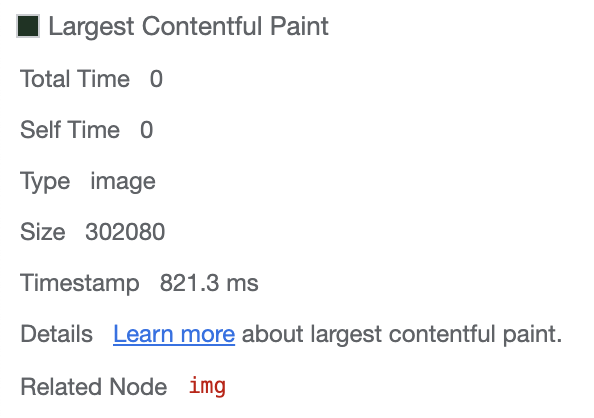 Largest Contentful Paint
Total Time 0
Self Time 0
Type image
Size 302080
Timestamp 821.3 ms
Details Learn more about largest contentful paint.
Related Node img